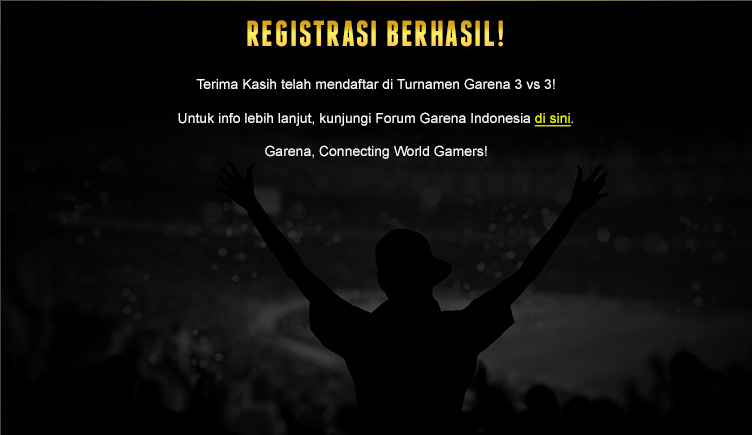 REGISTRASI BERHASIL!
Terima Kasih telah mendaftar di Turnamen Garena 3 vs 3!
Untuk info lebih lanjut, kunjungi Forum Garena Indonesia di sini.
Garena, Connecting World Gamers!